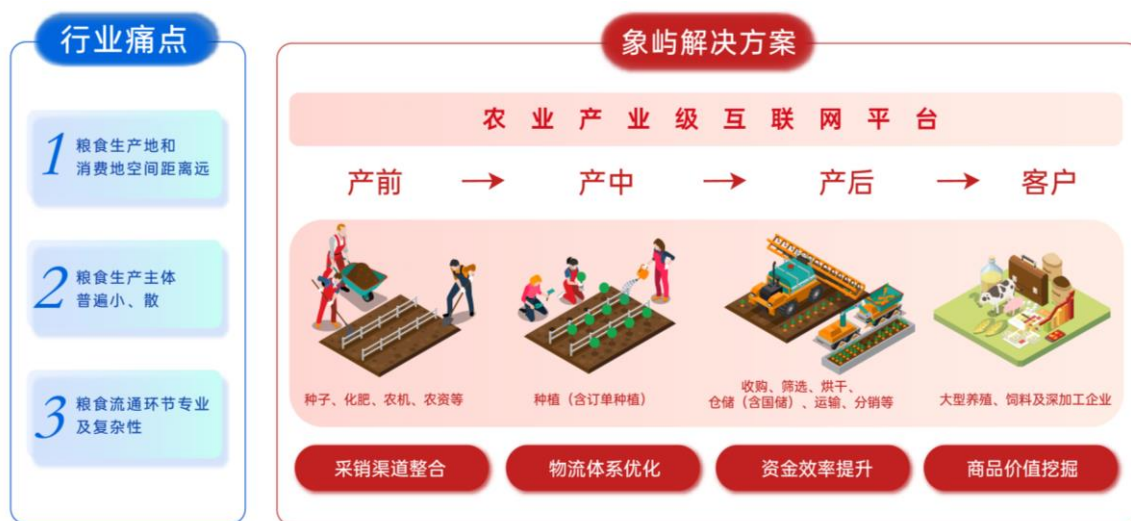 行业痛点
1
粮食生产地和
消费地空间距离远
2
粮食生产主体
普遍小、散
3
粮食流通环节专业
及复杂性
象屿解决方案
农业产业级互联网平台
产前 → 产中 → 产后 → 客户
种子、化肥、农机、农资等
种植（含订单种植）
收购、筛选、烘干、
仓储（含国储）、运输、分销等
大型养殖、饲料及深加工企业
采销渠道整合
物流体系优化
资金效率提升
商品价值挖掘